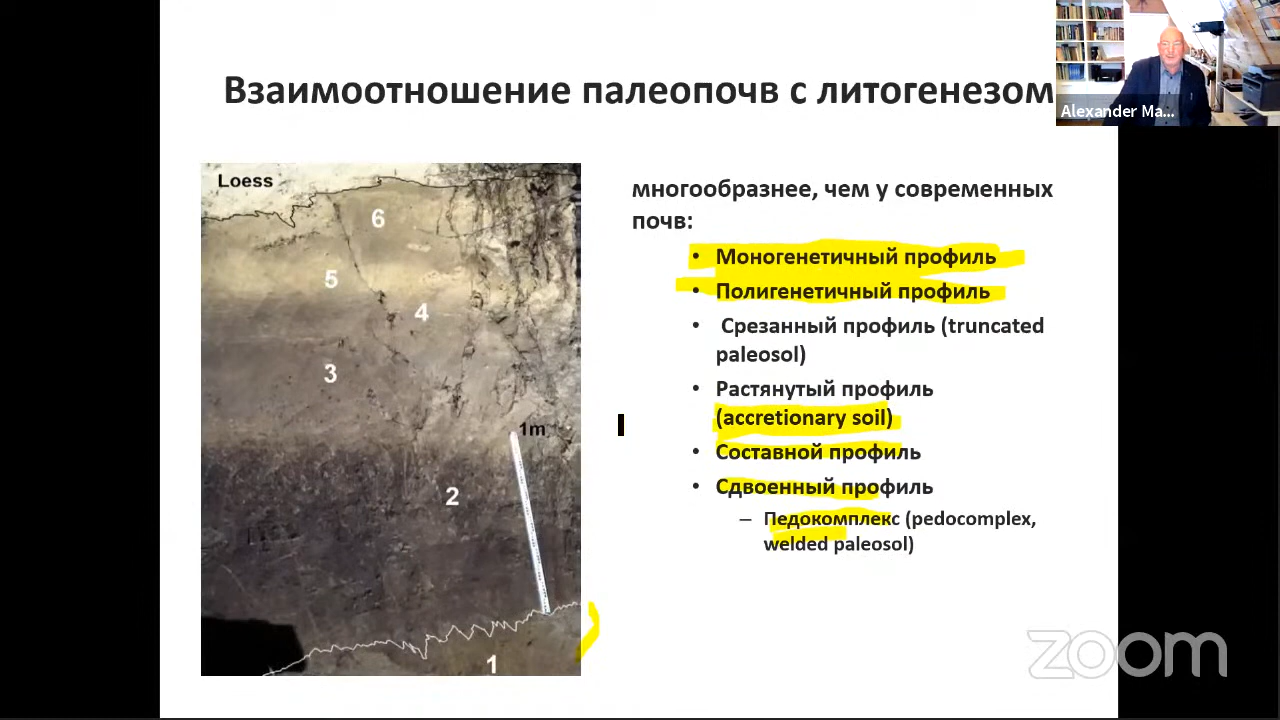 Взаимоотношение палеопочв с литогенезом
Alexander Ma...
Loess
6
5
4
3
1m
2
1
многообразнее, чем у современных
почв:
• Моногенетичный профиль
• Полигенетичный профиль
• Срезанный профиль (truncated
paleosol)
• Растянутый профиль
(accretionary soil)
• Составной профиль
• Сдвоенный профиль
– Педокомплекс (pedocomplex,
welded paleosol)
zoom